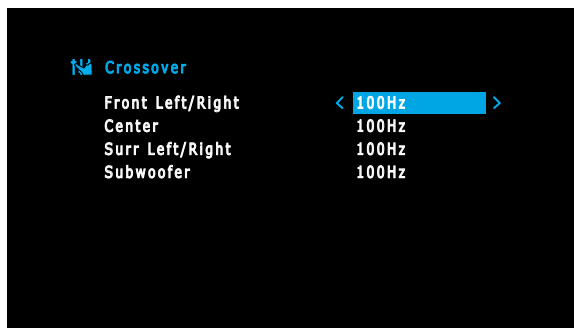 Crossover
Front Left/Right < 100Hz >
Center 100Hz
Surr Left/Right 100Hz
Subwoofer 100Hz